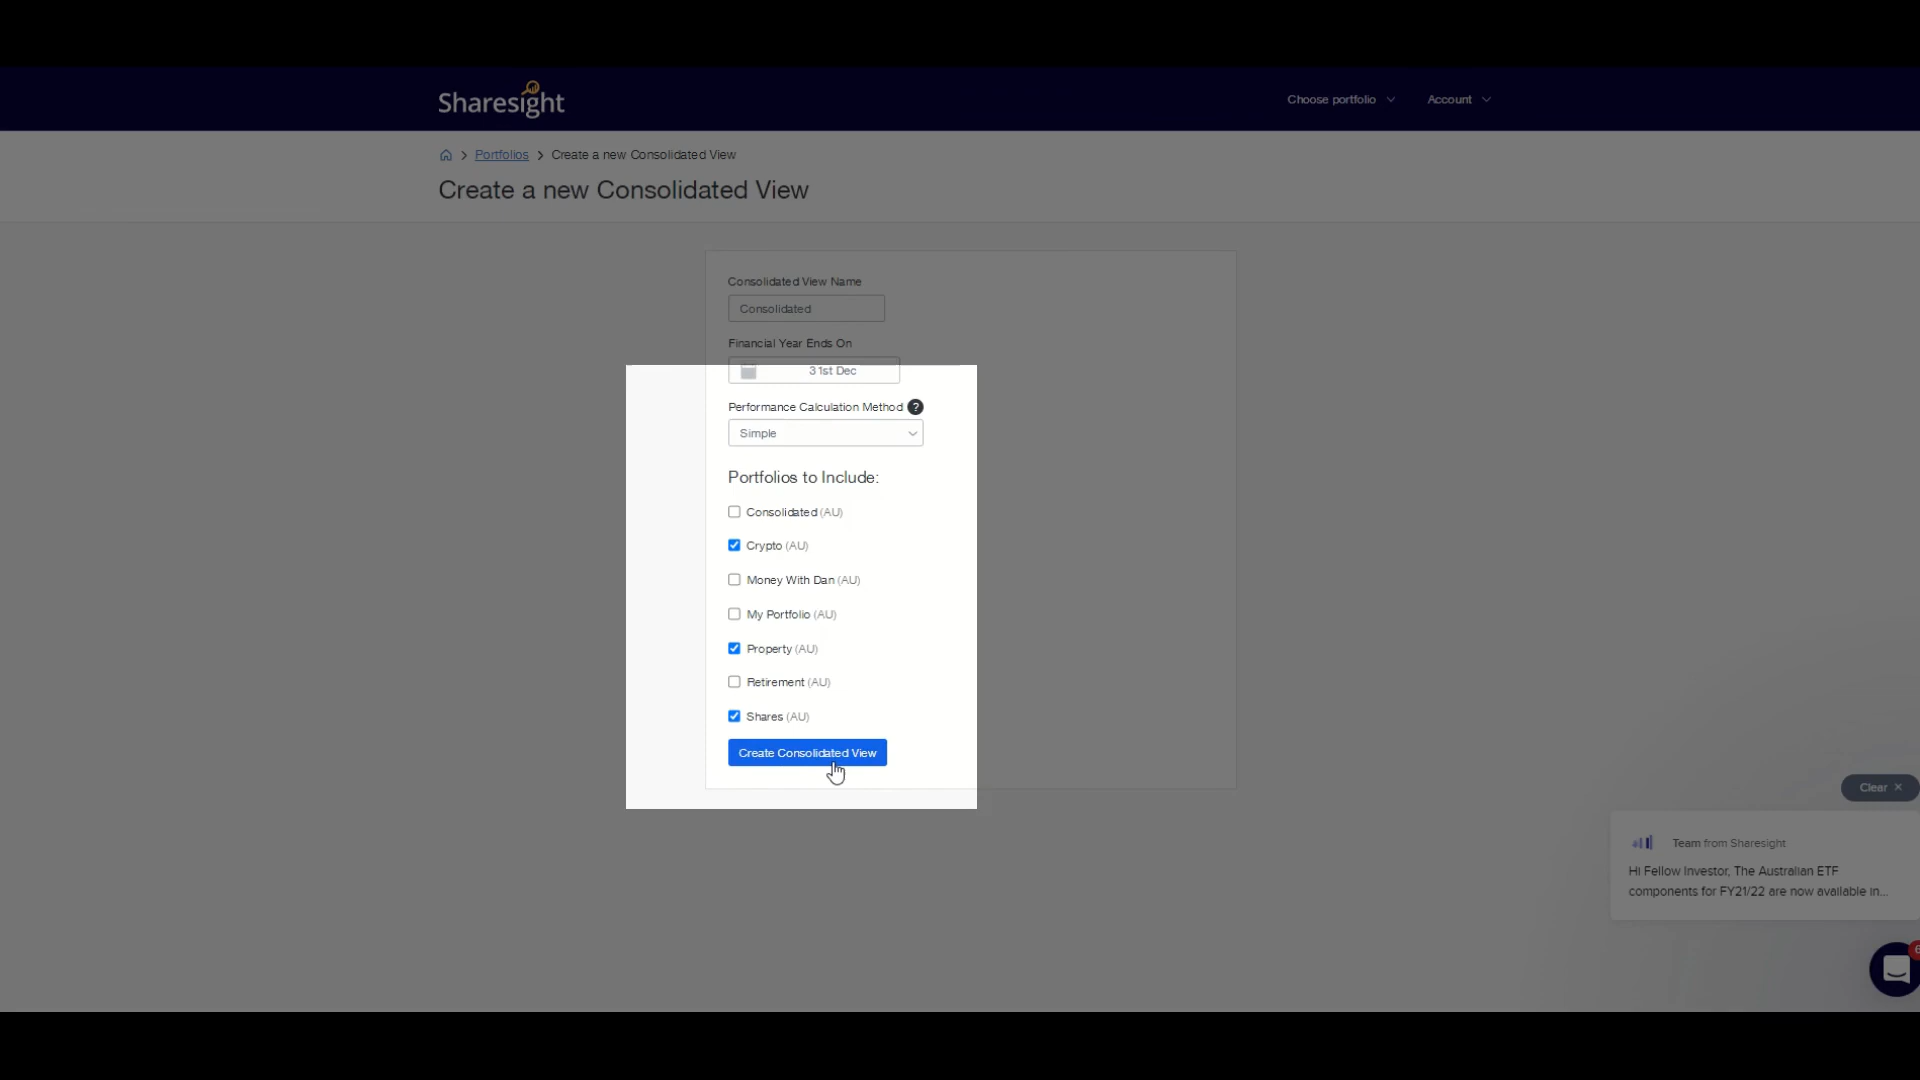 Sharesight
Choose portfolio
Account
Portfolios
Create a new Consolidated View
Create a new Consolidated View
Consolidated View Name
Consolidated
Financial Year Ends On
31st Dec
Performance Calculation Method ?
Simple
Portfolios to Include:
Consolidated (AU)
Crypto (AU)
Money With Dan (AU)
My Portfolio (AU)
Property (AU)
Retirement (AU)
Shares (AU)
Create Consolidated View
Clear ×
Team from Sharesight
Hi Fellow Investor, The Australian ETF
components for FY21/22 are now available in...